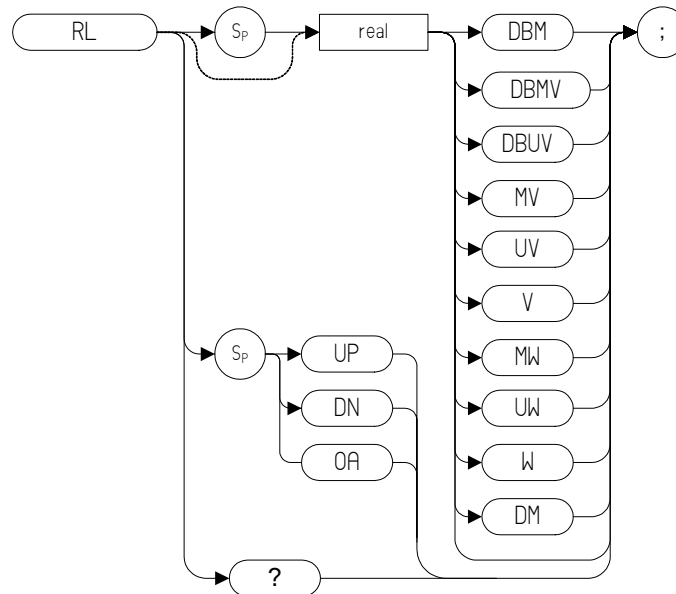 RL SP real DBM ;
DBMV
DBUV
MV
UV
V
SP UP MW
DN UW
OA W
DM
?